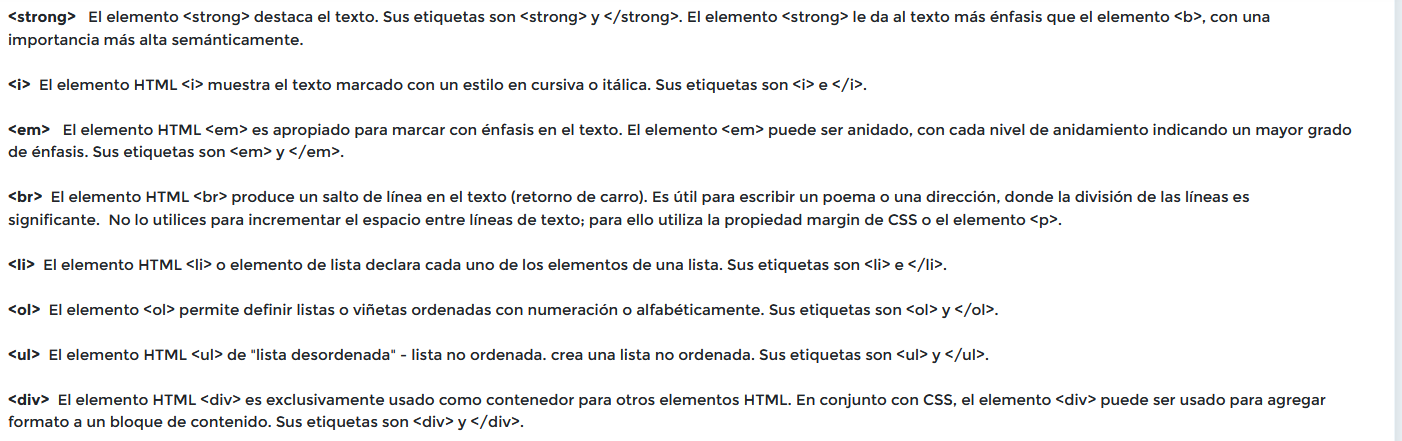 <strong> El elemento <strong> destaca el texto. Sus etiquetas son <strong> y </strong>. El elemento <strong> le da al texto más énfasis que el elemento <b>, con una
importancia más alta semánticamente.
<i> El elemento HTML <i> muestra el texto marcado con un estilo en cursiva o itálica. Sus etiquetas son <i> e </i>.
<em> El elemento HTML <em> es apropiado para marcar con énfasis en el texto. El elemento <em> puede ser anidado, con cada nivel de anidamiento indicando un mayor grado
de énfasis. Sus etiquetas son <em> y </em>.
<br> El elemento HTML <br> produce un salto de línea en el texto (retorno de carro). Es útil para escribir un poema o una dirección, donde la división de las líneas es
significante. No lo utilices para incrementar el espacio entre líneas de texto; para ello utiliza la propiedad margin de CSS o el elemento <p>.
<li> El elemento HTML <li> o elemento de lista declara cada uno de los elementos de una lista. Sus etiquetas son <li> e </li>.
<ol> El elemento <ol> permite definir listas o viñetas ordenadas con numeración o alfabéticamente. Sus etiquetas son <ol> y </ol>.
<ul> El elemento HTML <ul> de "lista desordenada" - lista no ordenada. crea una lista no ordenada. Sus etiquetas son <ul> y </ul>.
<div> El elemento HTML <div> es exclusivamente usado como contenedor para otros elementos HTML. En conjunto con CSS, el elemento <div> puede ser usado para agregar
formato a un bloque de contenido. Sus etiquetas son <div> y </div>.